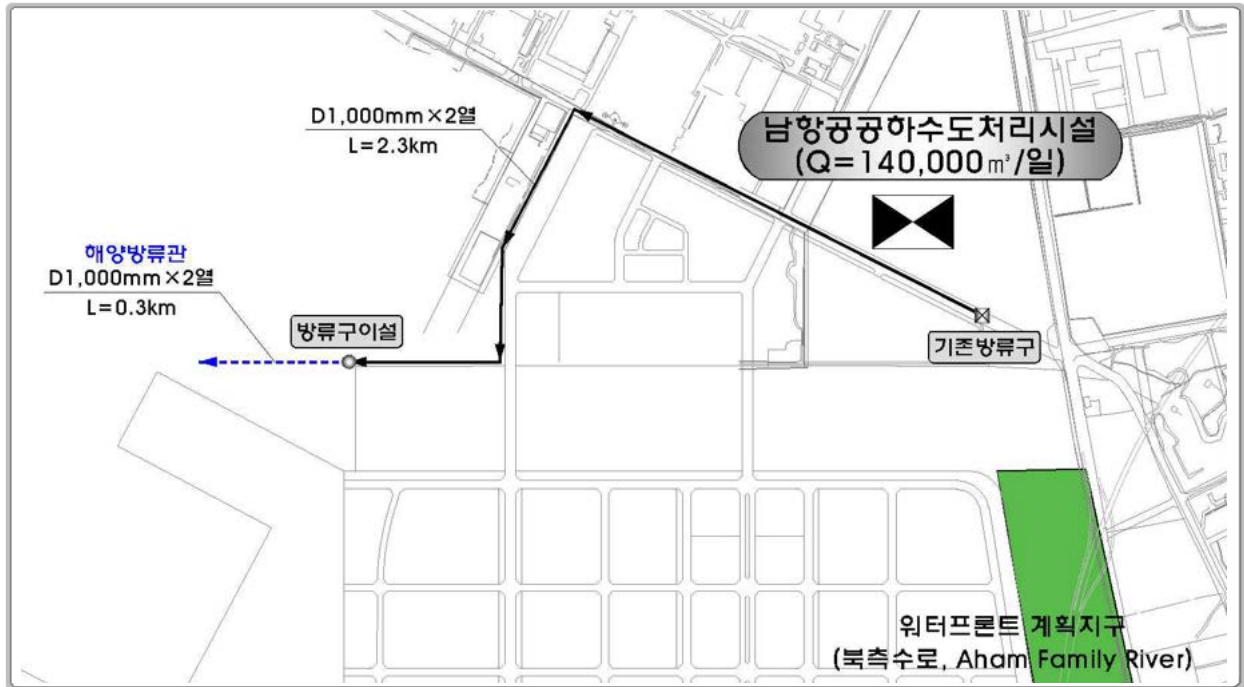 D1,000mm×2열
L=2.3km
남항공공하수도처리시설
(Q=140,000㎥/일)
해양방류관
D1,000mm×2열
L=0.3km
방류구이설
기존방류구
워터프론트 계획지구
(북측수로, Aham Family River)